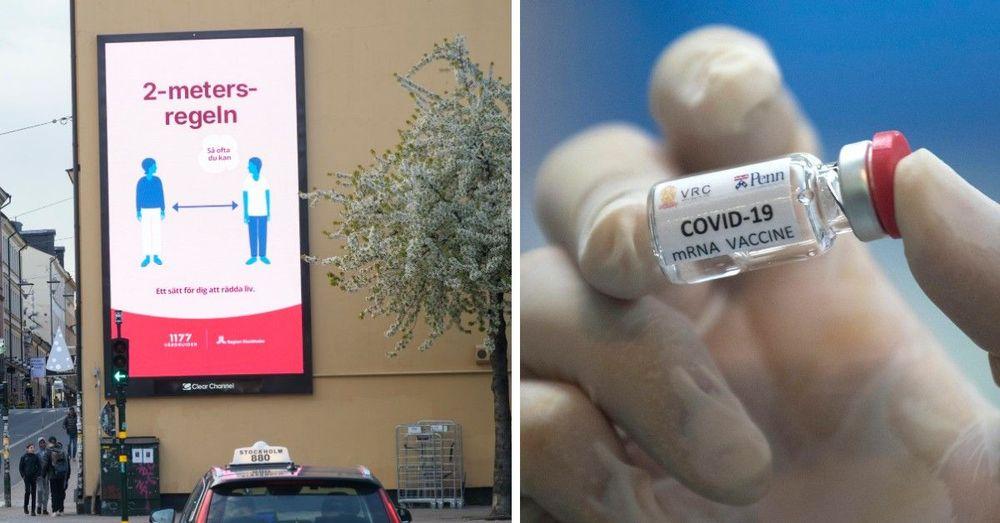 2-meters-
regeln
Så ofta
du kan
Ett sätt för dig att rädda liv.
1177
VÅRDGUIDEN
Region Stockholm
Clear Channel
STOCKHOLM
880
VRC
Penn
COVID-19
mRNA VACCINE